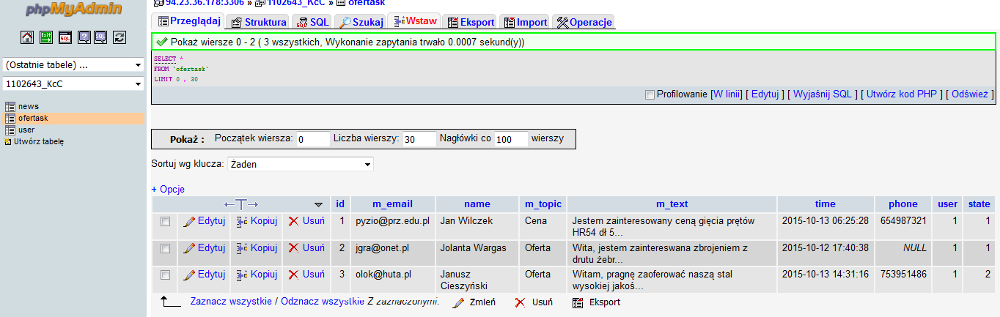 phpMyAdmin
94.23.36.178:3306 » 1102643_KcC » ofertask
Przeglądaj Struktura SQL Szukaj Wstaw Eksport Import Operacje
EXIT SQL ? SQL
Pokaż wiersze 0 - 2 ( 3 wszystkich, Wykonanie zapytania trwało 0.0007 sekund(y))
(Ostatnie tabele) ...
1102643_KcC
news
ofertask
user
Utwórz tabelę
SELECT *
FROM `ofertask`
LIMIT 0 , 30
Profilowanie [W linii] [ Edytuj ] [ Wyjaśnij SQL ] [ Utwórz kod PHP ] [ Odśwież ]
Pokaż : Początek wiersza: 0 Liczba wierszy: 30 Nagłówki co 100 wierszy
Sortuj wg klucza: Żaden
+ Opcje
←T→ id m_email name m_topic m_text time phone user state
Edytuj Kopiuj Usuń 1 pyzio@prz.edu.pl Jan Wilczek Cena Jestem zainteresowany ceną gięcia prętów 2015-10-13 06:25:28 654987321 1 1
HR54 dł 5...
Edytuj Kopiuj Usuń 2 jgra@onet.pl Jolanta Wargas Oferta Wita, jestem zainteresowana zbrojeniem z 2015-10-12 17:40:38 NULL 1 1
drutu żebr...
Edytuj Kopiuj Usuń 3 olok@huta.pl Janusz Oferta Witam, pragnę zaoferować naszą stal 2015-10-13 14:31:16 753951486 1 2
Cieszyński wysokiej jakoś...
Zaznacz wszystkie / Odznacz wszystkie Z zaznaczonymi: Zmień Usuń Eksport